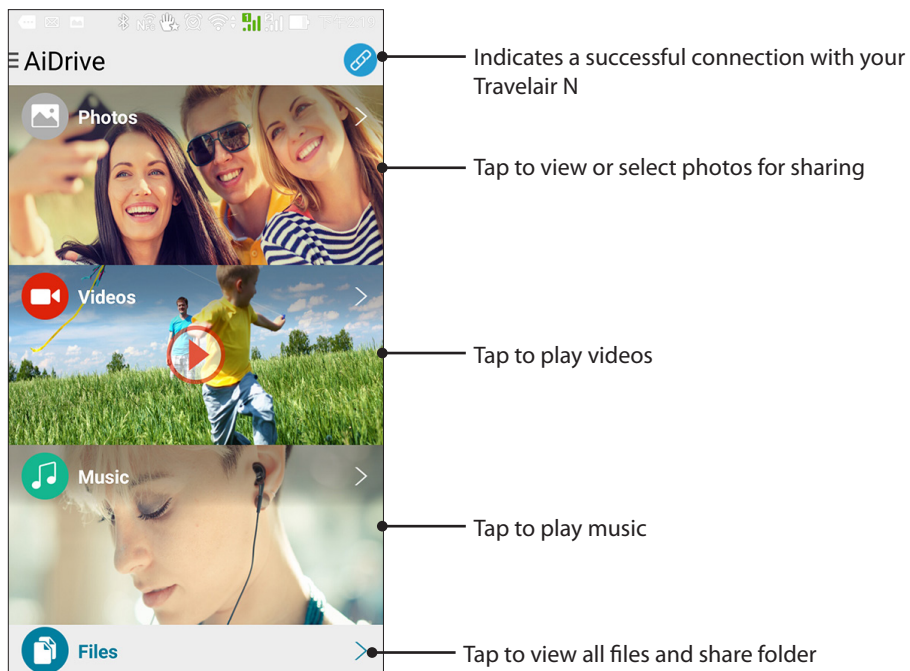 AiDrive
Indicates a successful connection with your
Travelair N
Photos
Tap to view or select photos for sharing
Videos
Tap to play videos
Music
Tap to play music
Files
Tap to view all files and share folder